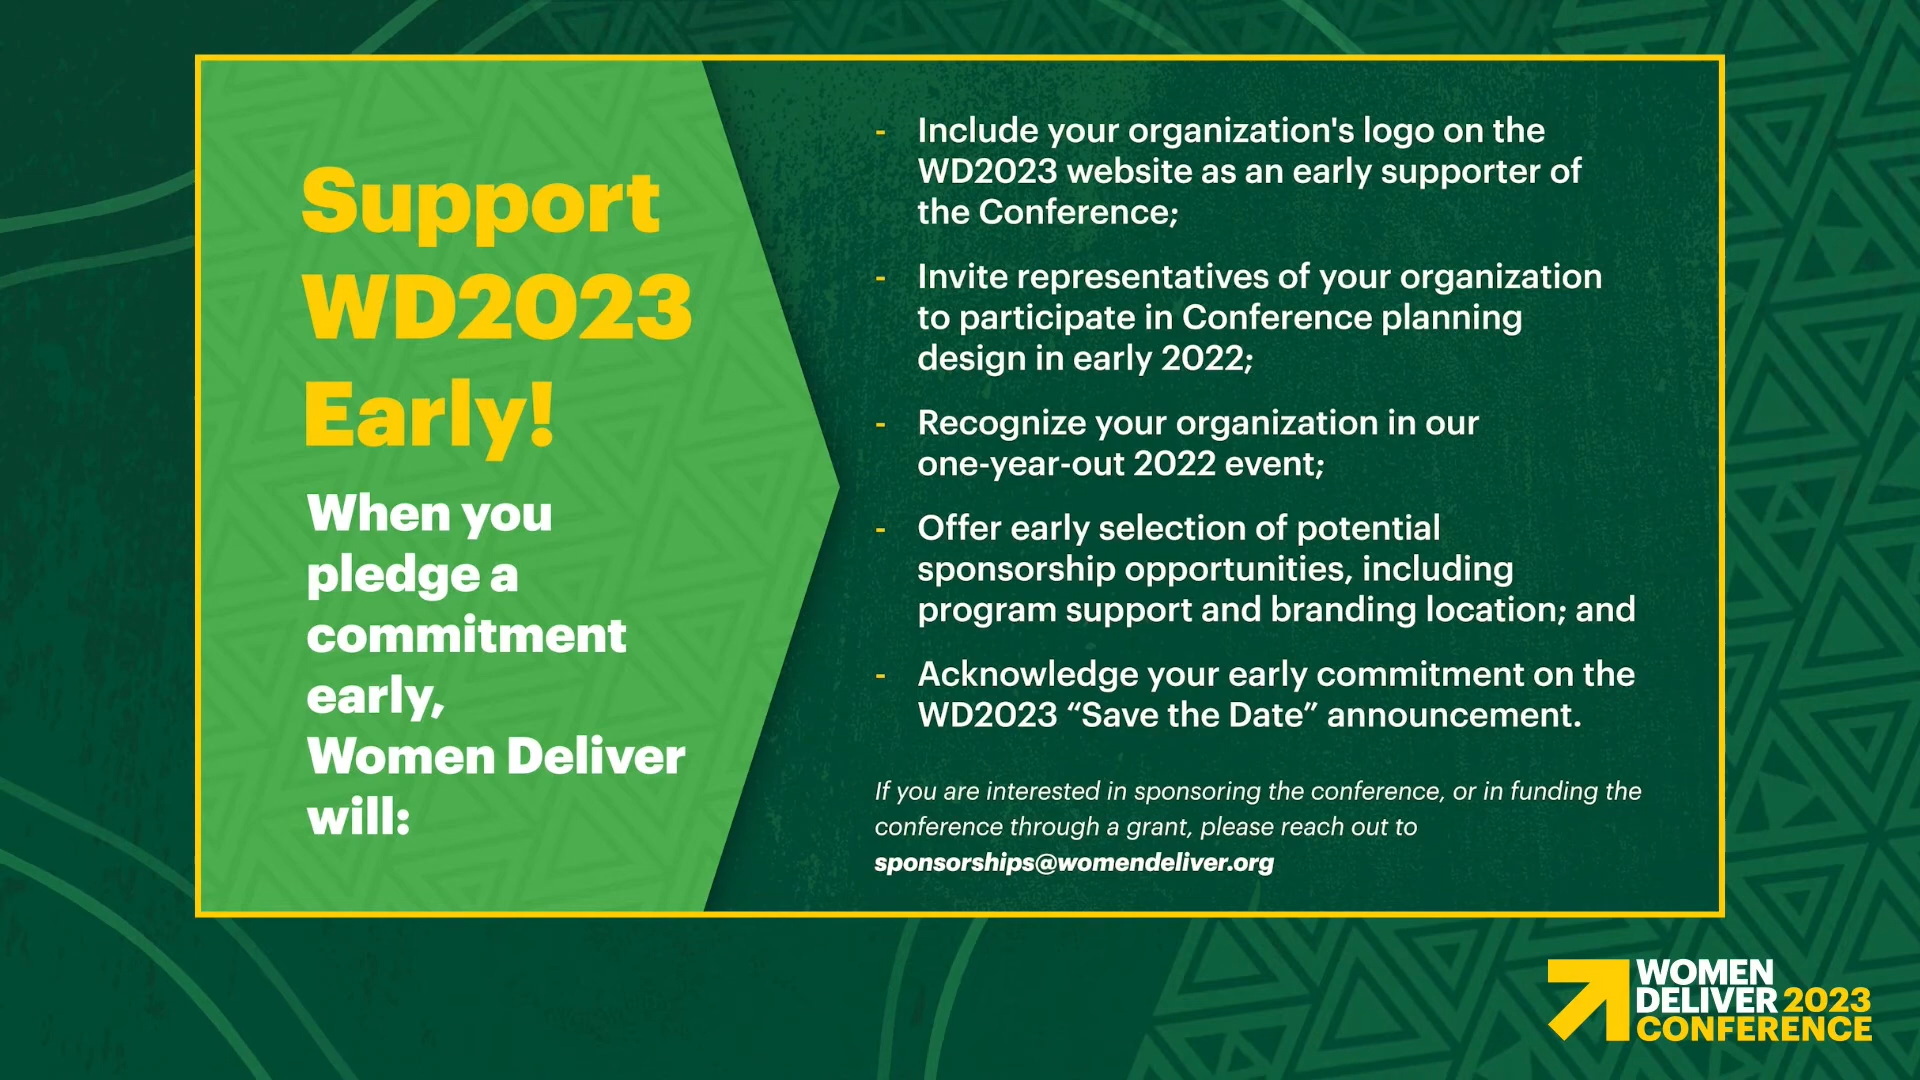 Support
WD2023
Early!
When you
pledge a
commitment
early,
Women Deliver
will:
- Include your organization's logo on the
WD2023 website as an early supporter of
the Conference;
- Invite representatives of your organization
to participate in Conference planning
design in early 2022;
- Recognize your organization in our
one-year-out 2022 event;
- Offer early selection of potential
sponsorship opportunities, including
program support and branding location; and
- Acknowledge your early commitment on the
WD2023 “Save the Date” announcement.
If you are interested in sponsoring the conference, or in funding the
conference through a grant, please reach out to
sponsorships@womendeliver.org
WOMEN
DELIVER 2023
CONFERENCE